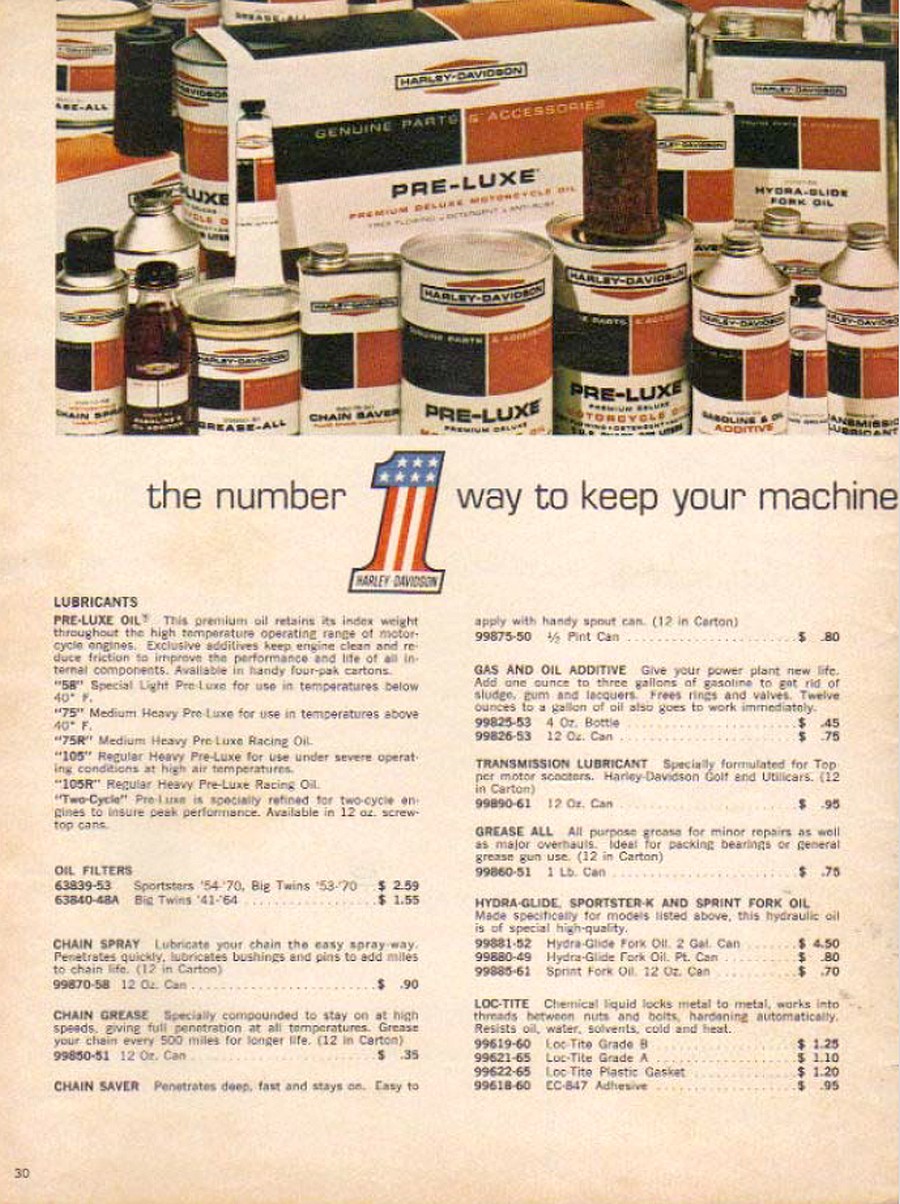 GREASE-ALL
HARLEY-DAVIDSON
HARLEY-DAVIDSON
GENUINE PARTS & ACCESSORIES
PRE-LUXE
PREMIUM DELUXE MOTORCYCLE OIL
FREE FLOWING • DETERGENT • ANTI-RUST
HYDRA-GLIDE
FORK OIL
HARLEY-DAVIDSON
HARLEY-DAVIDSON
HARLEY-DAVIDSON
HARLEY-DAVIDSON
CHAIN SPRAY
GREASE-ALL
CHAIN SAVER
PRE-LUXE
PREMIUM DELUXE
PRE-LUXE
PREMIUM DELUXE
MOTORCYCLE OIL
GASOLINE & OIL
ADDITIVE
the number 1 way to keep your machine
HARLEY-DAVIDSON
LUBRICANTS
PRE-LUXE OIL® This premium oil retains its index weight
throughout the high temperature operating range of motor-
cycle engines. Exclusive additives keep engine clean and re-
duce friction to improve the performance and life of all in-
ternal components. Available in handy four-pak cartons.
"58" Special Light Pre-Luxe for use in temperatures below
40° F.
"75" Medium Heavy Pre-Luxe for use in temperatures above
40° F.
"75R" Medium Heavy Pre-Luxe Racing Oil.
"105" Regular Heavy Pre-Luxe for use under severe operat-
ing conditions at high air temperatures.
"105R" Regular Heavy Pre-Luxe Racing Oil.
"Two-Cycle" Pre-Luxe is specially refined for two-cycle en-
gines to insure peak performance. Available in 12 oz. screw-
top cans.
OIL FILTERS
63839-53 Sportsters '54-'70, Big Twins '53-'70 $ 2.59
63840-48A Big Twins '41-'64 $ 1.55
CHAIN SPRAY Lubricate your chain the easy spray-way.
Penetrates quickly, lubricates bushings and pins to add miles
to chain life. (12 in Carton)
99870-58 12 Oz. Can $ .90
CHAIN GREASE Specially compounded to stay on at high
speeds, giving full penetration at all temperatures. Grease
your chain every 500 miles for longer life. (12 in Carton)
99850-51 12 Oz. Can $ .35
CHAIN SAVER Penetrates deep, fast and stays on. Easy to
apply with handy spout can. (12 in Carton)
99875-50 ½ Pint Can $ .80
GAS AND OIL ADDITIVE Give your power plant new life.
Add one ounce to three gallons of gasoline to get rid of
sludge, gum and lacquers. Frees rings and valves. Twelve
ounces to a gallon of oil also goes to work immediately.
99825-53 4 Oz. Bottle $ .45
99826-53 12 Oz. Can $ .75
TRANSMISSION LUBRICANT Specially formulated for Top-
per motor scooters. Harley-Davidson Golf and Utilicars. (12
in Carton)
99890-61 12 Oz. Can $ .95
GREASE ALL All purpose grease for minor repairs as well
as major overhauls. Ideal for packing bearings or general
grease gun use. (12 in Carton)
99860-51 1 Lb. Can $ .75
HYDRA-GLIDE, SPORTSTER-K AND SPRINT FORK OIL
Made specifically for models listed above, this hydraulic oil
is of special high-quality.
99881-52 Hydra-Glide Fork Oil. 2 Gal. Can $ 4.50
99880-49 Hydra-Glide Fork Oil. Pt. Can $ .80
99885-61 Sprint Fork Oil. 12 Oz. Can $ .70
LOC-TITE Chemical liquid locks metal to metal, works into
threads between nuts and bolts, hardening automatically.
Resists oil, water, solvents, cold and heat.
99619-60 Loc-Tite Grade B $ 1.25
99621-65 Loc-Tite Grade A $ 1.10
99622-65 Loc-Tite Plastic Gasket $ 1.20
99618-60 EC-847 Adhesive $ .95
30